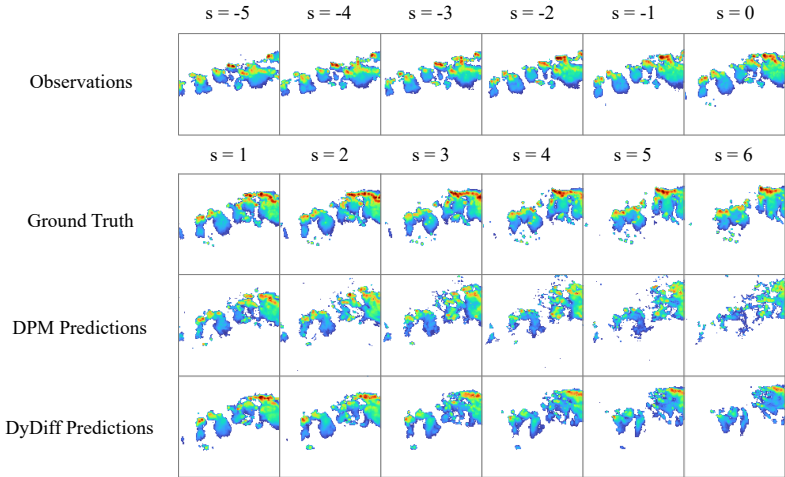 s = -5 s = -4 s = -3 s = -2 s = -1 s = 0
Observations
s = 1 s = 2 s = 3 s = 4 s = 5 s = 6
Ground Truth
DPM Predictions
DyDiff Predictions